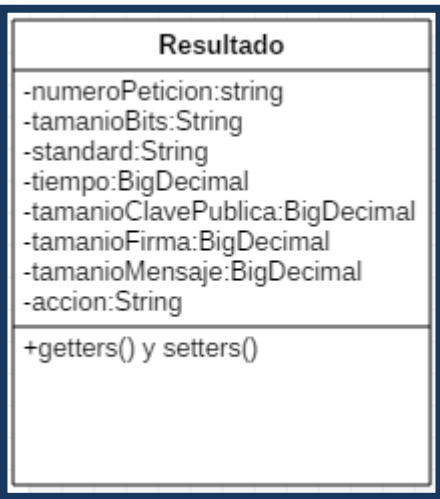 Resultado
-numeroPeticion:string
-tamanioBits:String
-standard:String
-tiempo:BigDecimal
-tamanioClavePublica:BigDecimal
-tamanioFirma:BigDecimal
-tamanioMensaje:BigDecimal
-accion:String
+getters() y setters()